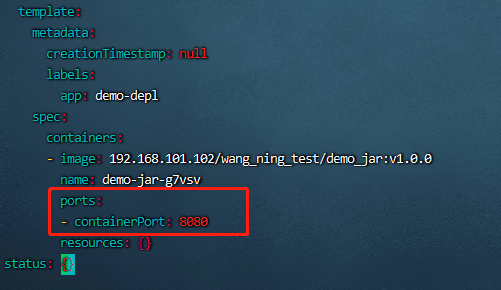 template:
metadata:
creationTimestamp: null
labels:
app: demo-depl
spec:
containers:
- image: 192.168.101.102/wang_ning_test/demo_jar:v1.0.0
name: demo-jar-g7vsv
ports:
- containerPort: 8080
resources: {}
status: {}